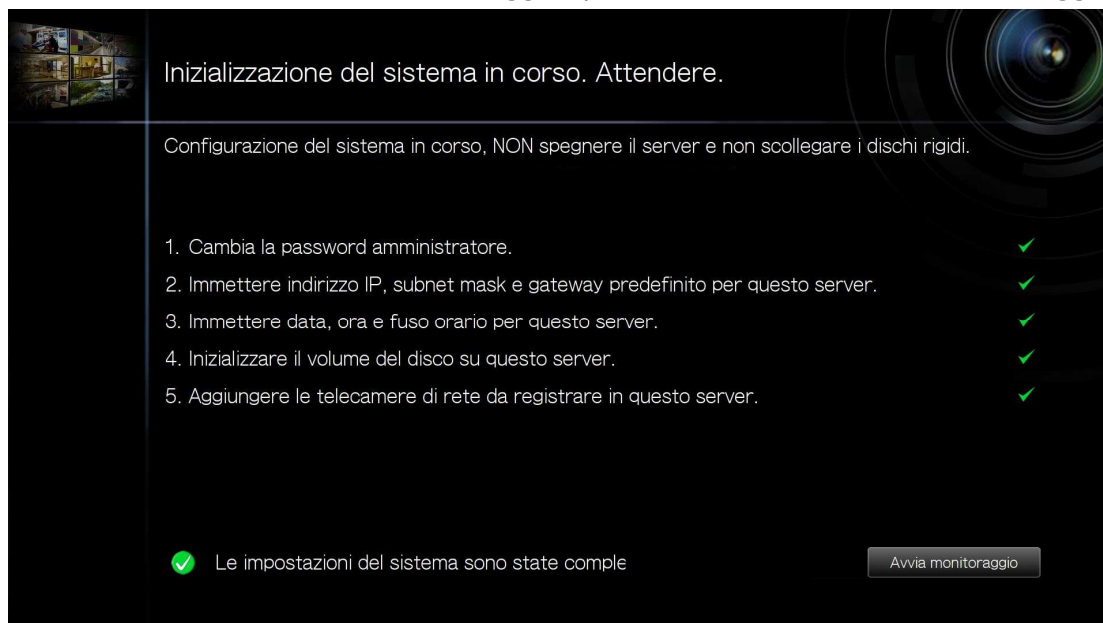 Inizializzazione del sistema in corso. Attendere.
Configurazione del sistema in corso, NON spegnere il server e non scollegare i dischi rigidi.
1. Cambia la password amministratore.
2. Immettere indirizzo IP, subnet mask e gateway predefinito per questo server.
3. Immettere data, ora e fuso orario per questo server.
4. Inizializzare il volume del disco su questo server.
5. Aggiungere le telecamere di rete da registrare in questo server.
Le impostazioni del sistema sono state comple
Avvia monitoraggio